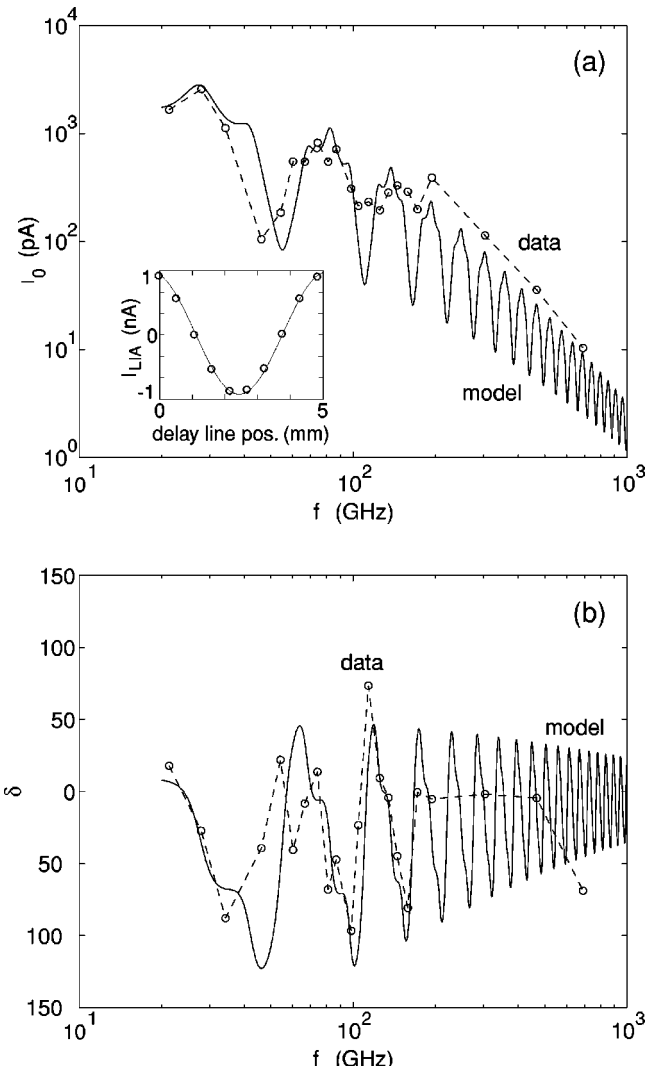 (a)
10^4
10^3
10^2
10^1
10^0
I_0 (pA)
data
model
1
0
-1
I_LIA (nA)
0 5
delay line pos. (mm)
10^1 10^2 10^3
f (GHz)
(b)
150
100
50
0
50
100
150
δ
data
model
10^1 10^2 10^3
f (GHz)